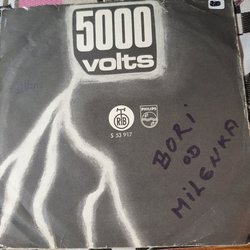 5000
volts
RTB
PHILIPS
S 53 917
BORI
OD
MILENKA